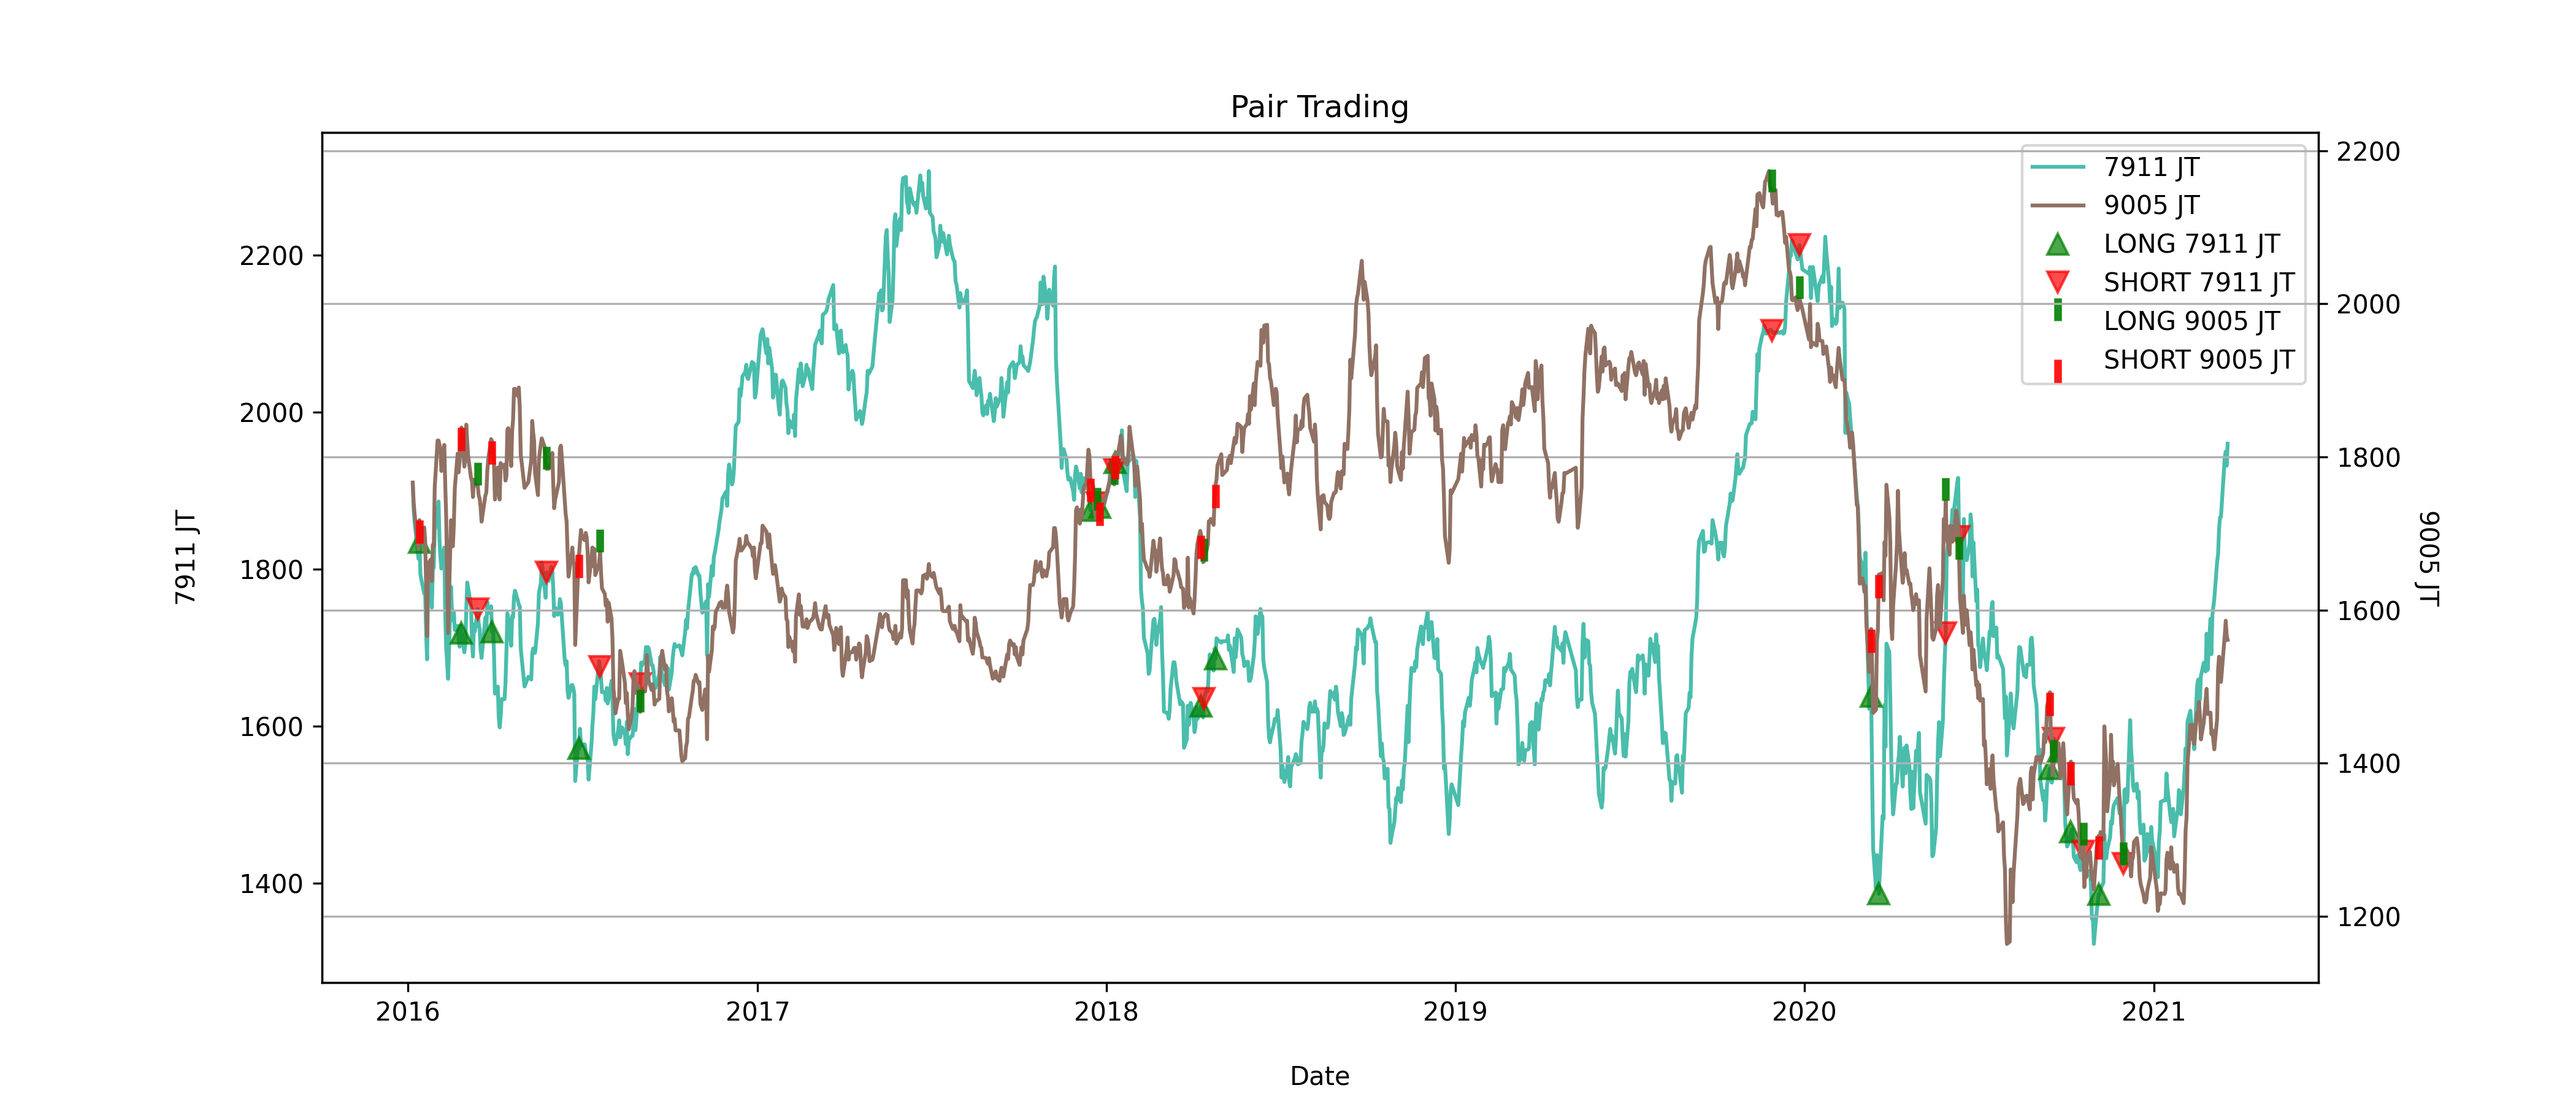 Pair Trading
7911 JT
2200
2000
1800
1600
1400
2200
2000
1800
1600
1400
1200
9005 JT
7911 JT
9005 JT
LONG 7911 JT
SHORT 7911 JT
LONG 9005 JT
SHORT 9005 JT
2016 2017 2018 2019 2020 2021
Date